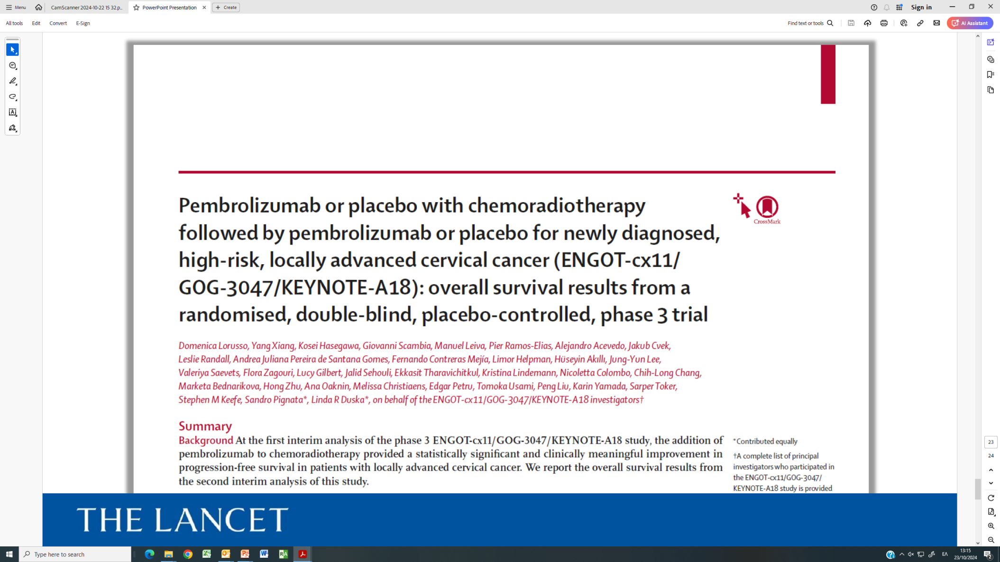 Menu
CamScanner 2024-10-22 15 32.p...
PowerPoint Presentation
Create
Sign in
All tools
Edit
Convert
E-Sign
Find text or tools
AI Assistant
Pembrolizumab or placebo with chemoradiotherapy
followed by pembrolizumab or placebo for newly diagnosed,
high-risk, locally advanced cervical cancer (ENGOT-cx11/
GOG-3047/KEYNOTE-A18): overall survival results from a
randomised, double-blind, placebo-controlled, phase 3 trial
CrossMark
Domenica Lorusso, Yang Xiang, Kosei Hasegawa, Giovanni Scambia, Manuel Leiva, Pier Ramos-Elias, Alejandro Acevedo, Jakub Cvek,
Leslie Randall, Andrea Juliana Pereira de Santana Gomes, Fernando Contreras Mejía, Limor Helpman, Hüseyin Akıllı, Jung-Yun Lee,
Valeriya Saevets, Flora Zagouri, Lucy Gilbert, Jalid Sehouli, Ekkasit Tharavichitkul, Kristina Lindemann, Nicoletta Colombo, Chih-Long Chang,
Marketa Bednarikova, Hong Zhu, Ana Oaknin, Melissa Christiaens, Edgar Petru, Tomoka Usami, Peng Liu, Karin Yamada, Sarper Toker,
Stephen M Keefe, Sandro Pignata*, Linda R Duska*, on behalf of the ENGOT-cx11/GOG-3047/KEYNOTE-A18 investigators†
Summary
Background At the first interim analysis of the phase 3 ENGOT-cx11/GOG-3047/KEYNOTE-A18 study, the addition of
pembrolizumab to chemoradiotherapy provided a statistically significant and clinically meaningful improvement in
progression-free survival in patients with locally advanced cervical cancer. We report the overall survival results from
the second interim analysis of this study.
*Contributed equally
†A complete list of principal
investigators who participated in
the ENGOT-cx11/GOG-3047/
KEYNOTE-A18 study is provided
23
24
THE LANCET
Type here to search
ΕΛ
13:15
23/10/2024
2